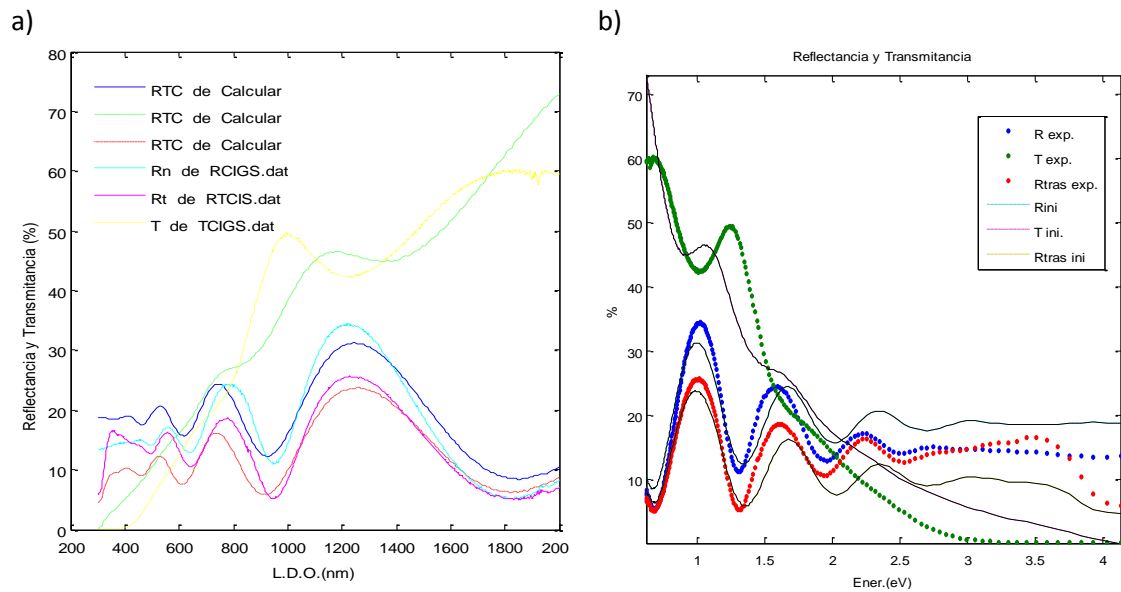 a)
80
70
60
50
40
30
20
10
0
Reflectancia y Transmitancia (%)
RTC de Calcular
RTC de Calcular
RTC de Calcular
Rn de RCIGS.dat
Rt de RTCIS.dat
T de TCIGS.dat
200 400 600 800 1000 1200 1400 1600 1800 200
L.D.O.(nm)
b)
Reflectancia y Transmitancia
70
60
50
40
30
20
10
%
R exp.
T exp.
Rtras exp.
Rini
T ini.
Rtras ini
1 1.5 2 2.5 3 3.5 4
Ener.(eV)